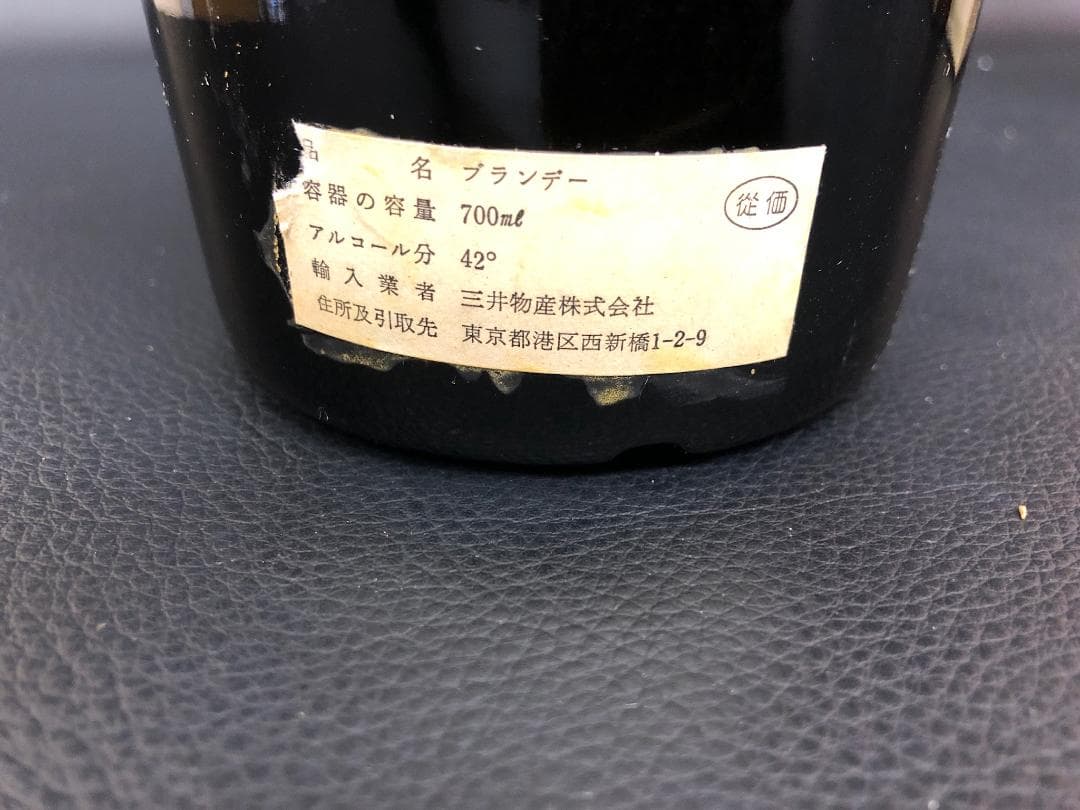 品名 ブランデー
容器の容量 700ml
従価
アルコール分 42°
輸入業者 三井物産株式会社
住所及引取先 東京都港区西新橋1-2-9